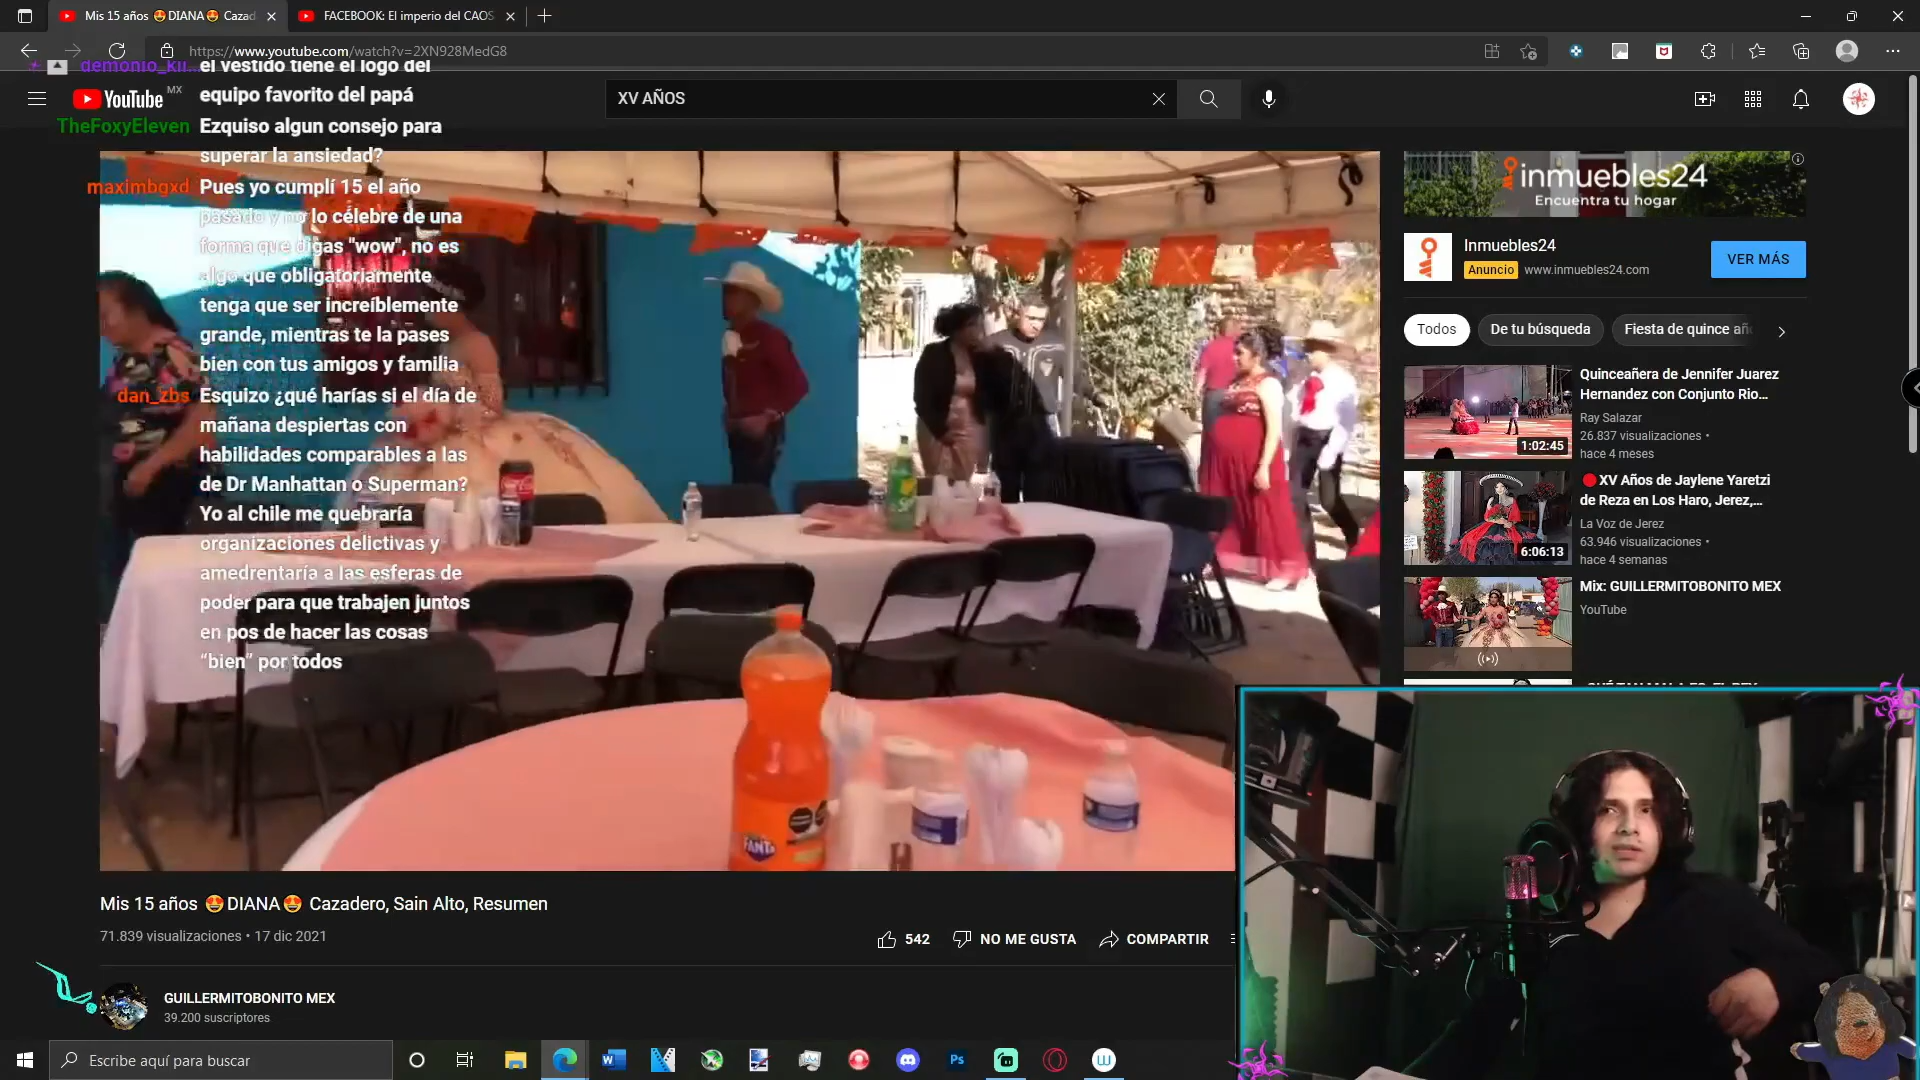 Mis 15 años 🤩DIANA🤩 Cazad
FACEBOOK: El imperio del CAOS
https://www.youtube.com/watch?v=2XN928MedG8
YouTube MX
XV AÑOS
demonio_kii... el vestido tiene el logo del
equipo favorito del papá
TheFoxyEleven Ezquiso algun consejo para
superar la ansiedad?
maximbgxd Pues yo cumplí 15 el año
pasado y no lo célebre de una
forma que digas "wow", no es
algo que obligatoriamente
tenga que ser increíblemente
grande, mientras te la pases
bien con tus amigos y familia
dan_zbs Esquizo ¿qué harías si el día de
mañana despiertas con
habilidades comparables a las
de Dr Manhattan o Superman?
Yo al chile me quebraría
organizaciones delictivas y
amedrentaría a las esferas de
poder para que trabajen juntos
en pos de hacer las cosas
“bien” por todos
FANTA
Mis 15 años 🤩DIANA🤩 Cazadero, Sain Alto, Resumen
71.839 visualizaciones • 17 dic 2021
542
NO ME GUSTA
COMPARTIR
GUILLERMITOBONITO MEX
39.200 suscriptores
inmuebles24
Encuentra tu hogar
Inmuebles24
Anuncio www.inmuebles24.com
VER MÁS
Todos
De tu búsqueda
Fiesta de quince añ
Quinceañera de Jennifer Juarez
Hernandez con Conjunto Rio...
Ray Salazar
26.837 visualizaciones •
hace 4 meses
1:02:45
🔴XV Años de Jaylene Yaretzi
de Reza en Los Haro, Jerez,...
La Voz de Jerez
63.946 visualizaciones •
hace 4 semanas
6:06:13
Mix: GUILLERMITOBONITO MEX
YouTube
Escribe aquí para buscar
W
Ps
W